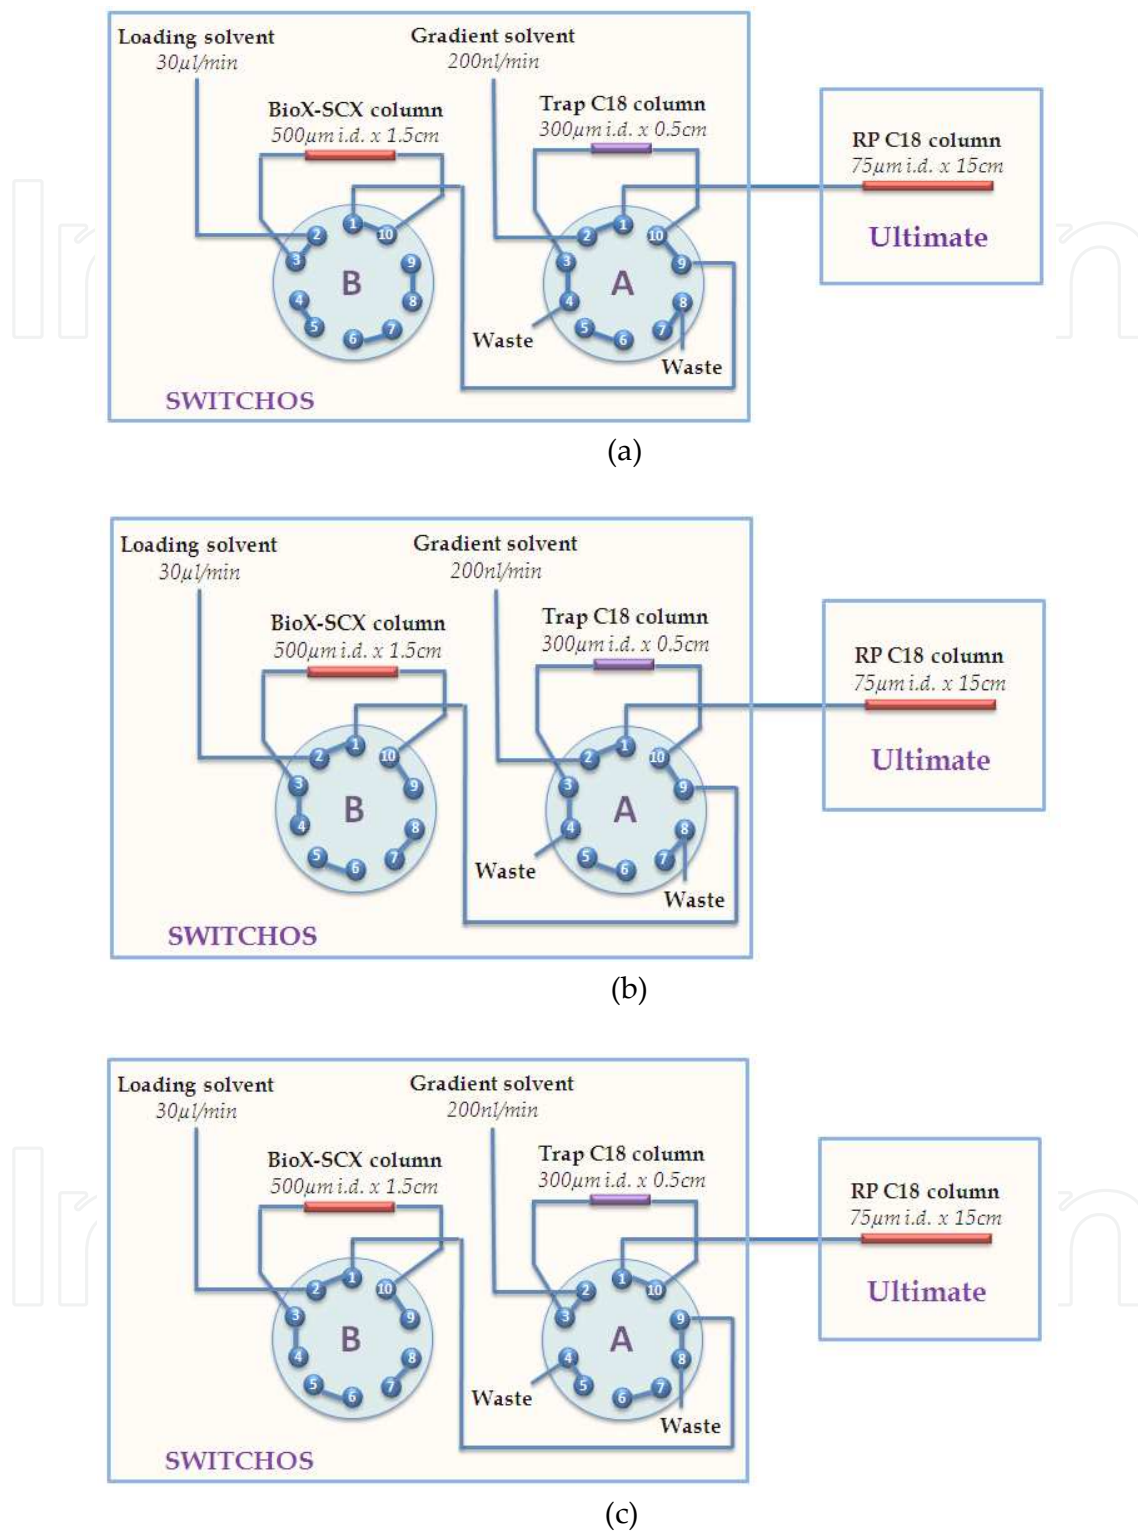 Loading solvent
30µl/min
Gradient solvent
200nl/min
BioX-SCX column
500µm i.d. x 1.5cm
Trap C18 column
300µm i.d. x 0.5cm
RP C18 column
75µm i.d. x 15cm
Ultimate
1
2
3
4
5
6
7
8
9
10
B
1
2
3
4
5
6
7
8
9
10
A
Waste
Waste
SWITCHOS
(a)
Loading solvent
30µl/min
Gradient solvent
200nl/min
BioX-SCX column
500µm i.d. x 1.5cm
Trap C18 column
300µm i.d. x 0.5cm
RP C18 column
75µm i.d. x 15cm
Ultimate
1
2
3
4
5
6
7
8
9
10
B
1
2
3
4
5
6
7
8
9
10
A
Waste
Waste
SWITCHOS
(b)
Loading solvent
30µl/min
Gradient solvent
200nl/min
BioX-SCX column
500µm i.d. x 1.5cm
Trap C18 column
300µm i.d. x 0.5cm
RP C18 column
75µm i.d. x 15cm
Ultimate
1
2
3
4
5
6
7
8
9
10
B
1
2
3
4
5
6
7
8
9
10
A
Waste
Waste
SWITCHOS
(c)